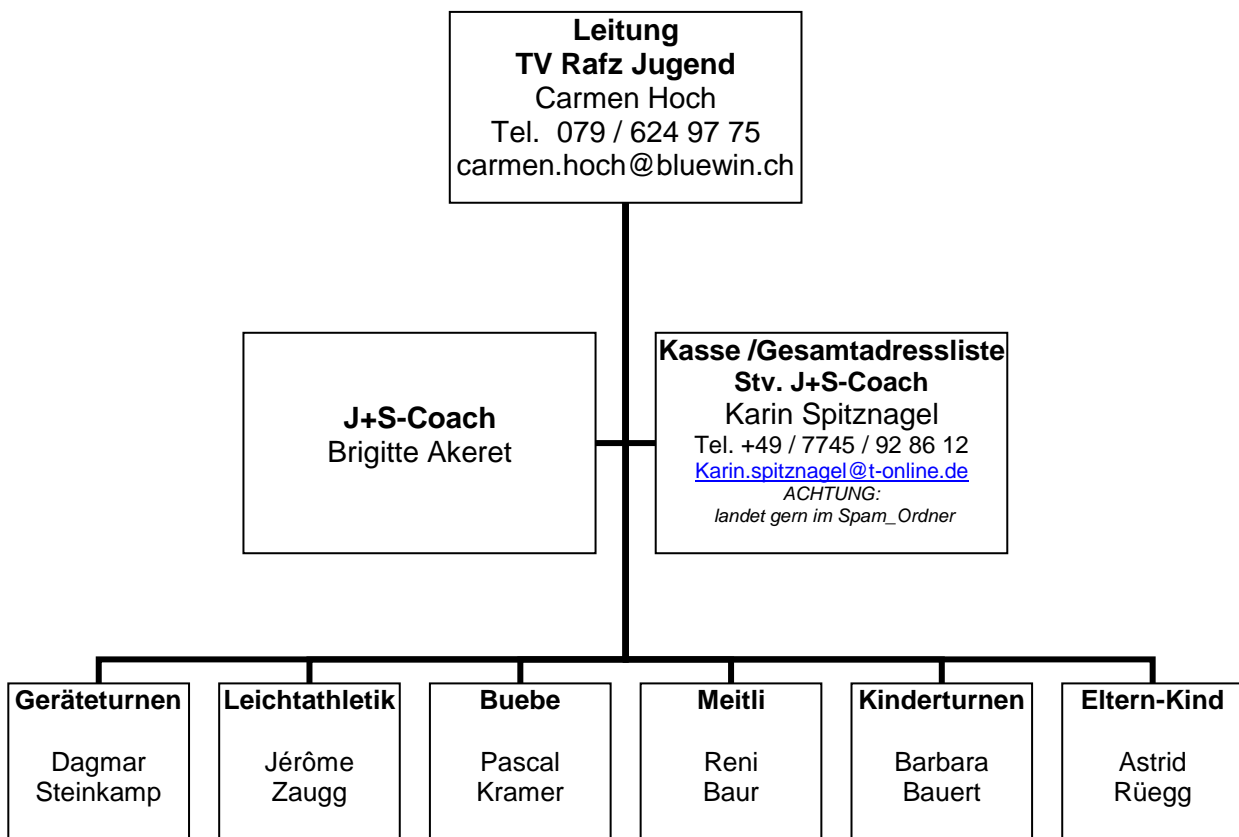 Leitung
TV Rafz Jugend
Carmen Hoch
Tel. 079 / 624 97 75
carmen.hoch@bluewin.ch
J+S-Coach
Brigitte Akeret
Kasse /Gesamtadressliste
Stv. J+S-Coach
Karin Spitznagel
Tel. +49 / 7745 / 92 86 12
Karin.spitznagel@t-online.de
ACHTUNG:
landet gern im Spam_Ordner
Geräteturnen
Dagmar
Steinkamp
Leichtathletik
Jérôme
Zaugg
Buebe
Pascal
Kramer
Meitli
Reni
Baur
Kinderturnen
Barbara
Bauert
Eltern-Kind
Astrid
Rüegg